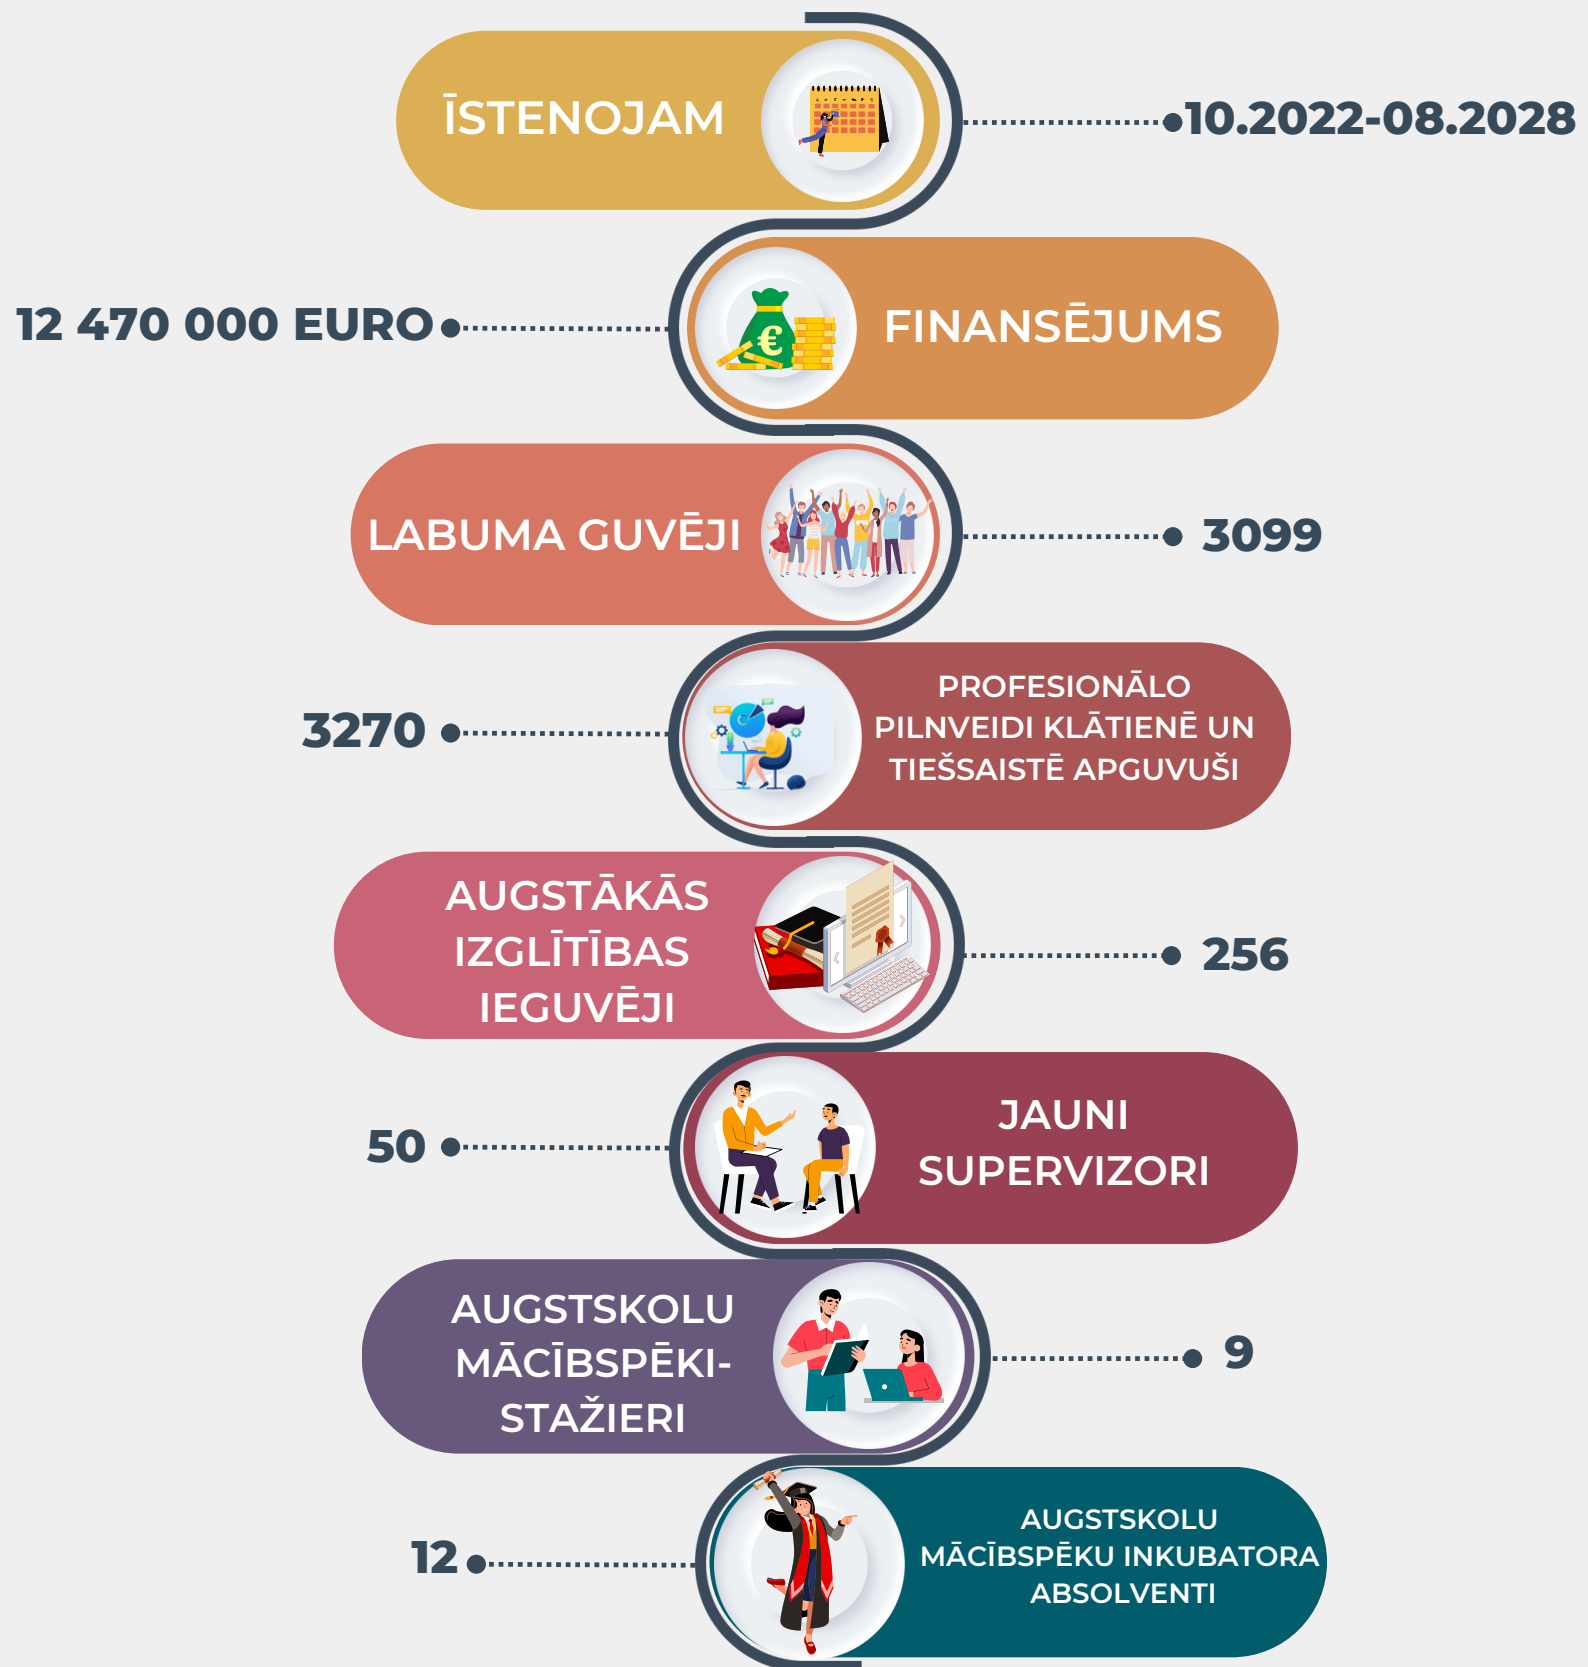 ĪSTENOJAM
10.2022-08.2028
12 470 000 EURO
FINANSĒJUMS
LABUMA GUVĒJI
3099
3270
PROFESIONĀLO
PILNVEIDI KLĀTIENĒ UN
TIEŠSAISTĒ APGUVUŠI
AUGSTĀKĀS
IZGLĪTĪBAS
IEGUVĒJI
256
50
JAUNI
SUPERVIZORI
AUGSTSKOLU
MĀCĪBSPĒKI-
STAŽIERI
9
12
AUGSTSKOLU
MĀCĪBSPĒKU INKUBATORA
ABSOLVENTI